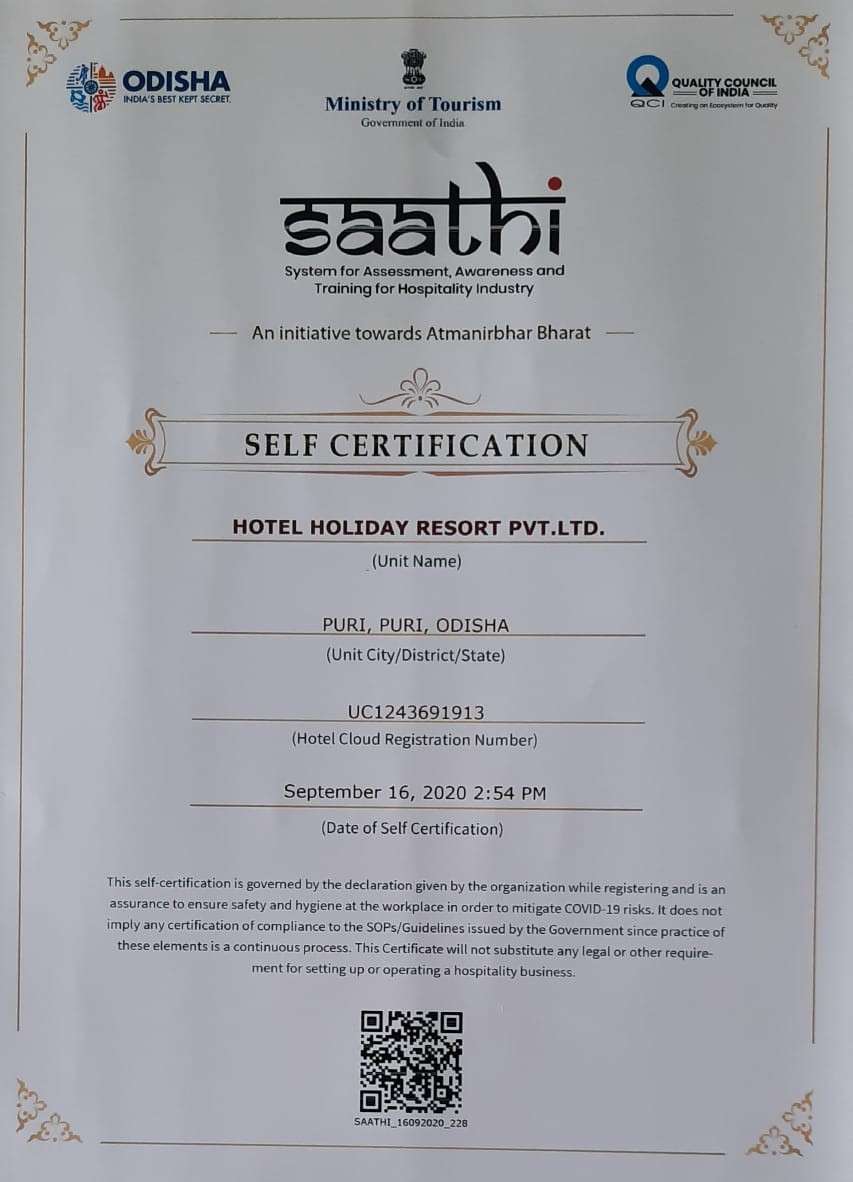 ODISHA
INDIA'S BEST KEPT SECRET.
Ministry of Tourism
Government of India
QUALITY COUNCIL
OF INDIA
QCI Creating an Ecosystem for Quality
saathi
System for Assessment, Awareness and
Training for Hospitality Industry
An initiative towards Atmanirbhar Bharat
SELF CERTIFICATION
HOTEL HOLIDAY RESORT PVT.LTD.
(Unit Name)
PURI, PURI, ODISHA
(Unit City/District/State)
UC1243691913
(Hotel Cloud Registration Number)
September 16, 2020 2:54 PM
(Date of Self Certification)
This self-certification is governed by the declaration given by the organization while registering and is an
assurance to ensure safety and hygiene at the workplace in order to mitigate COVID-19 risks. It does not
imply any certification of compliance to the SOPs/Guidelines issued by the Government since practice of
these elements is a continuous process. This Certificate will not substitute any legal or other require-
ment for setting up or operating a hospitality business.
SAATHI_16092020_228